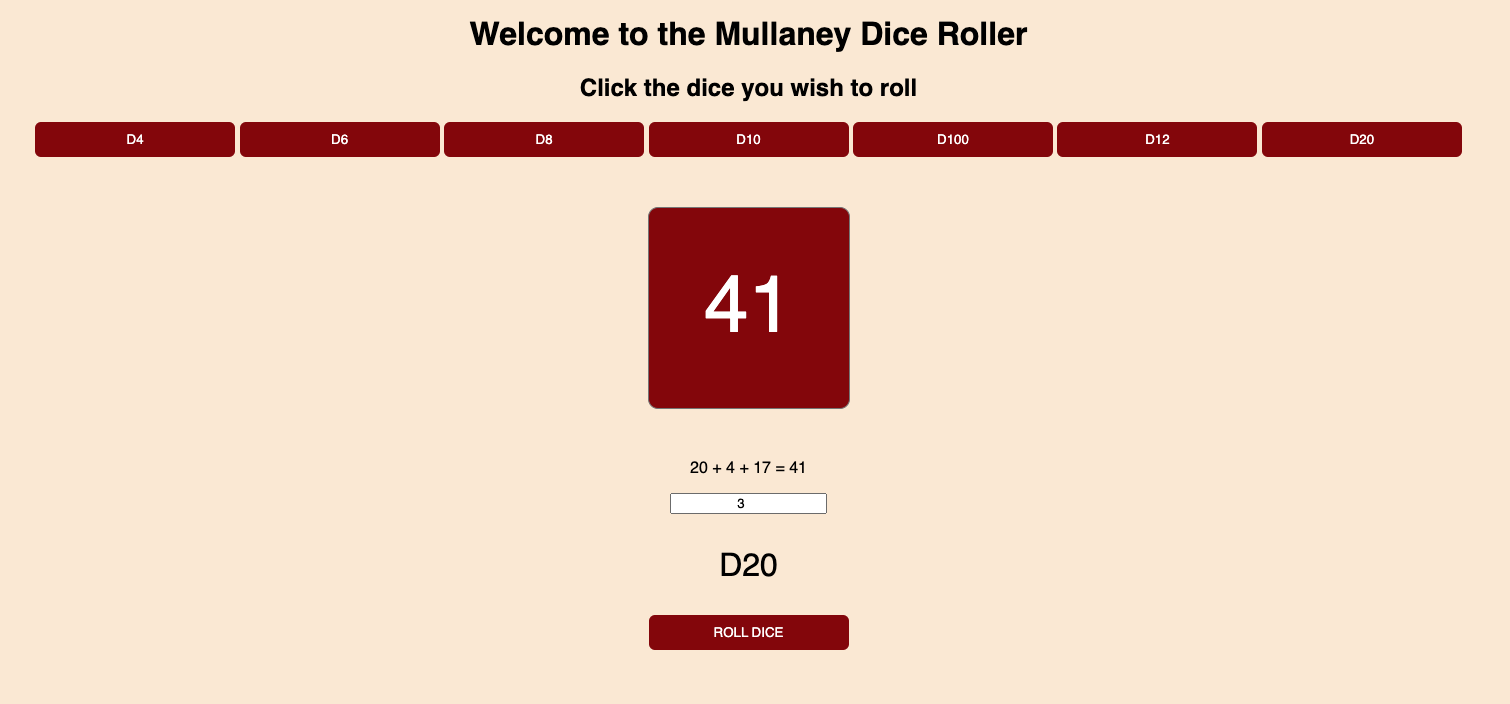 Welcome to the Mullaney Dice Roller
Click the dice you wish to roll
D4 D6 D8 D10 D100 D12 D20
41
20 + 4 + 17 = 41
3
D20
ROLL DICE